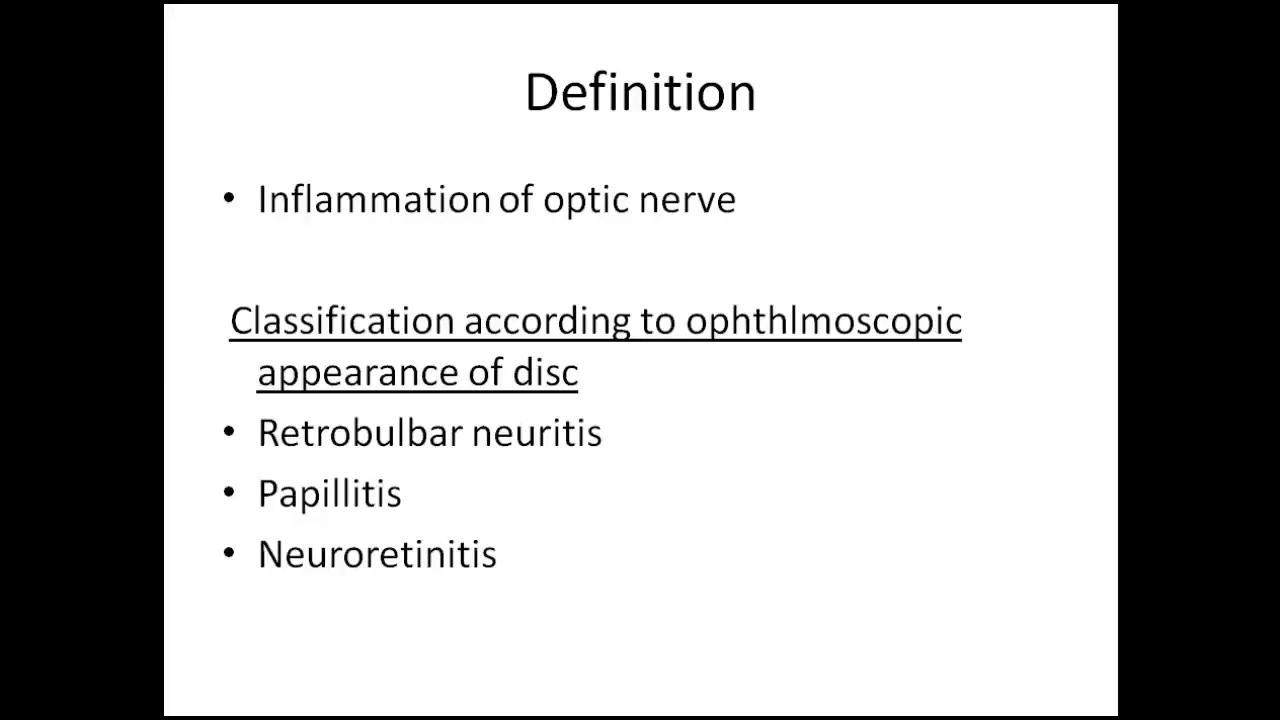 Definition
• Inflammation of optic nerve
Classification according to ophthlmoscopic
appearance of disc
• Retrobulbar neuritis
• Papillitis
• Neuroretinitis